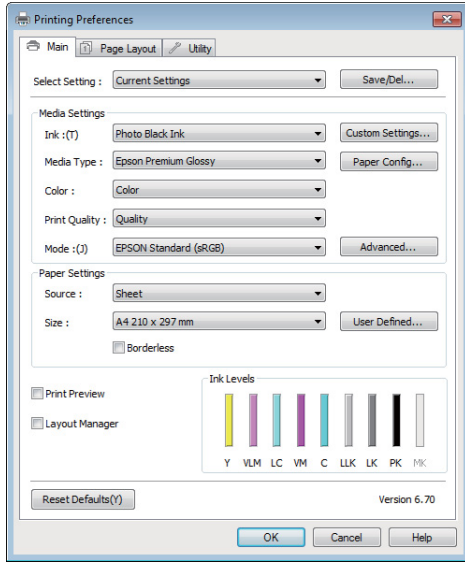 Printing Preferences
Main Page Layout Utility
Select Setting : Current Settings Save/Del...
Media Settings
Ink :(T) Photo Black Ink Custom Settings...
Media Type : Epson Premium Glossy Paper Config...
Color : Color
Print Quality : Quality
Mode :(J) EPSON Standard (sRGB) Advanced...
Paper Settings
Source : Sheet
Size : A4 210 x 297 mm User Defined...
Borderless
Print Preview
Layout Manager
Ink Levels
Y VLM LC VM C LLK LK PK MK
Reset Defaults(Y) Version 6.70
OK Cancel Help